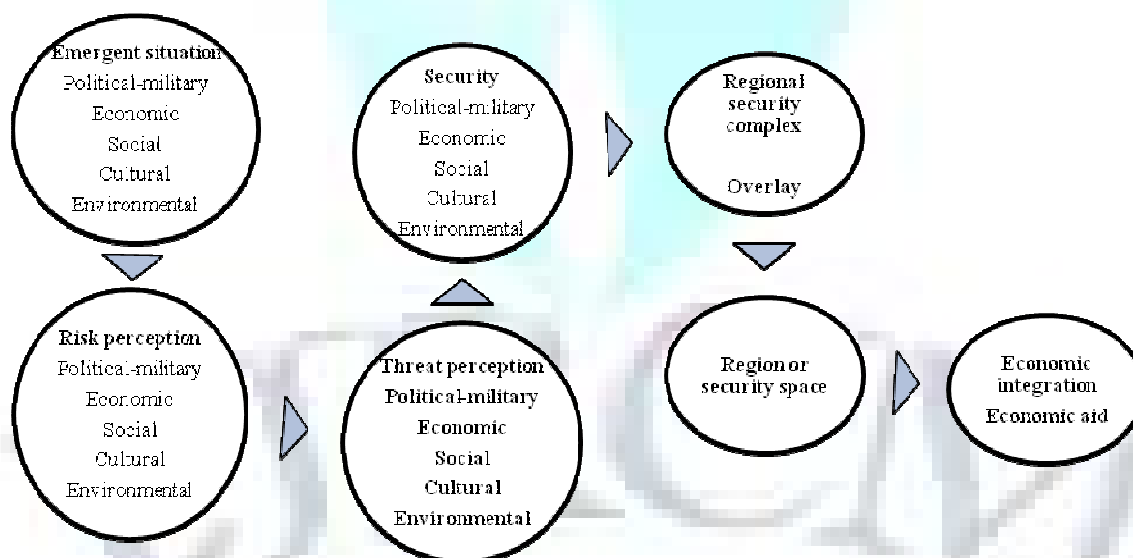 Emergent situation
Political-military
Economic
Social
Cultural
Environmental
Risk perception
Political-military
Economic
Social
Cultural
Environmental
Threat perception
Political-military
Economic
Social
Cultural
Environmental
Security
Political-military
Economic
Social
Cultural
Environmental
Regional
security
complex
Overlay
Region or
security space
Economic
integration
Economic aid